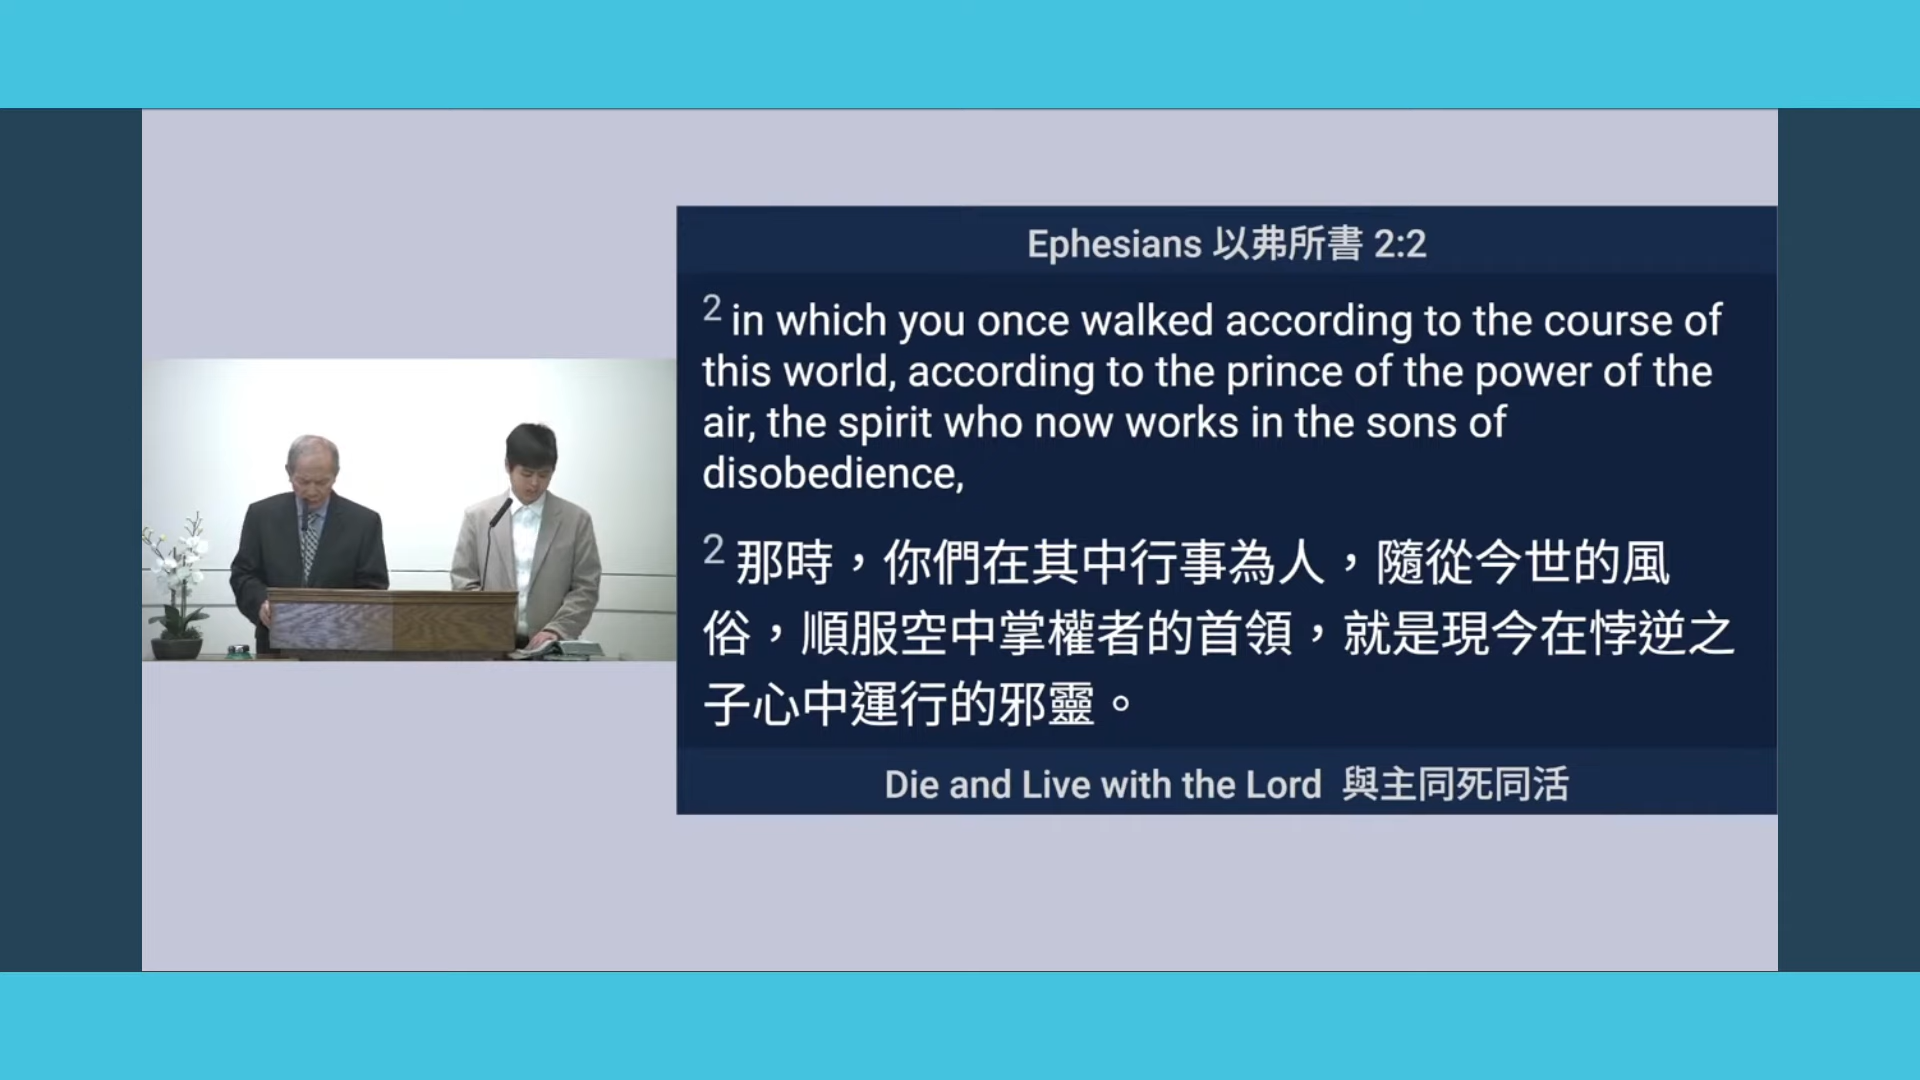 Ephesians 以弗所書 2:2
2 in which you once walked according to the course of
this world, according to the prince of the power of the
air, the spirit who now works in the sons of
disobedience,
2 那時，你們在其中行事為人，隨從今世的風
俗，順服空中掌權者的首領，就是現今在悖逆之
子心中運行的邪靈。
Die and Live with the Lord 與主同死同活